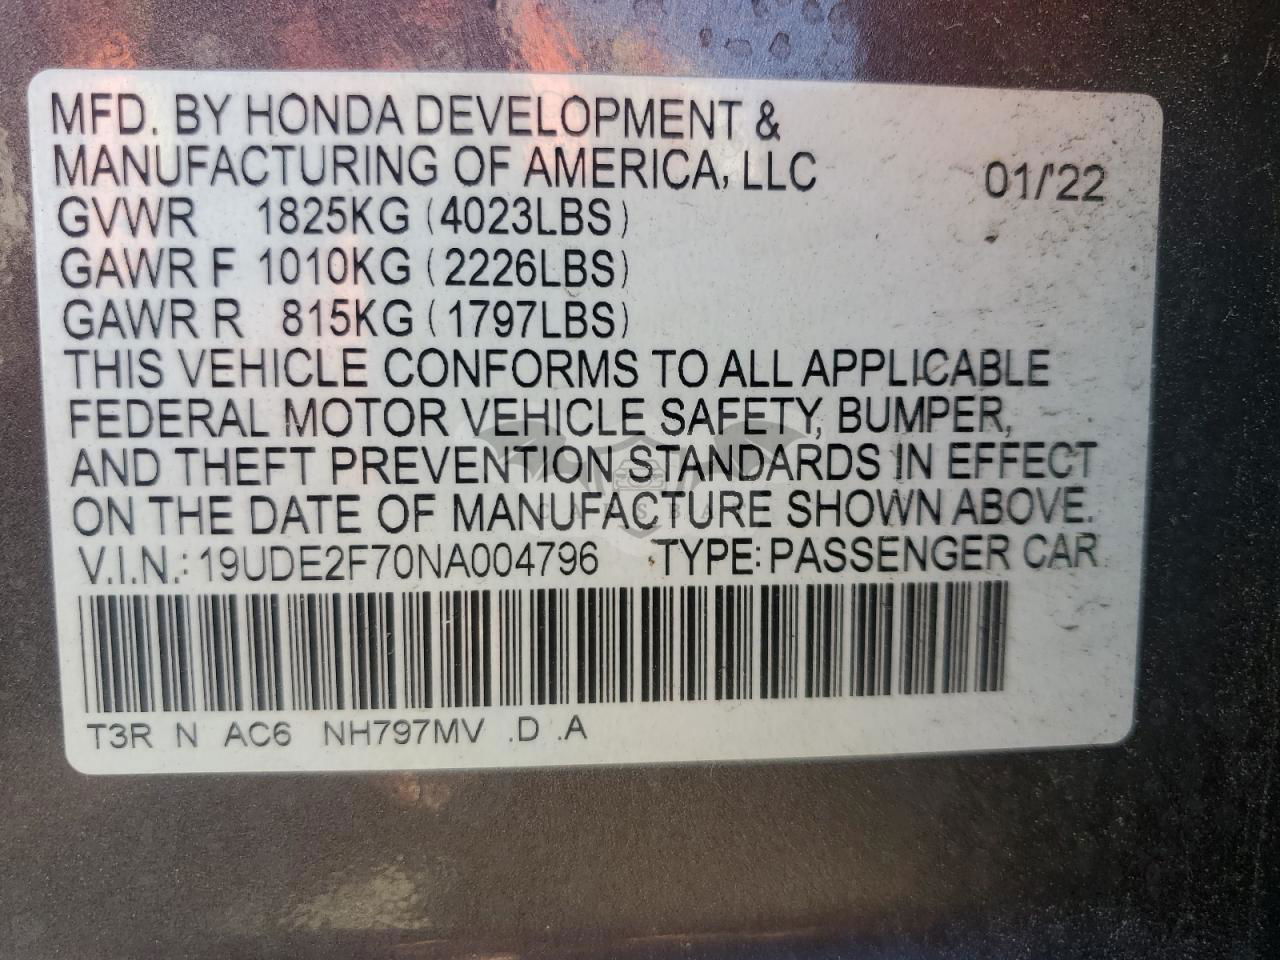 MFD. BY HONDA DEVELOPMENT &
MANUFACTURING OF AMERICA, LLC 01/'22
GVWR 1825KG (4023LBS)
GAWR F 1010KG (2226LBS)
GAWR R 815KG (1797LBS)
THIS VEHICLE CONFORMS TO ALL APPLICABLE
FEDERAL MOTOR VEHICLE SAFETY, BUMPER,
AND THEFT PREVENTION STANDARDS IN EFFECT
ON THE DATE OF MANUFACTURE SHOWN ABOVE.
V.I.N.: 19UDE2F70NA004796 TYPE: PASSENGER CAR
T3R N AC6 NH797MV .D .A